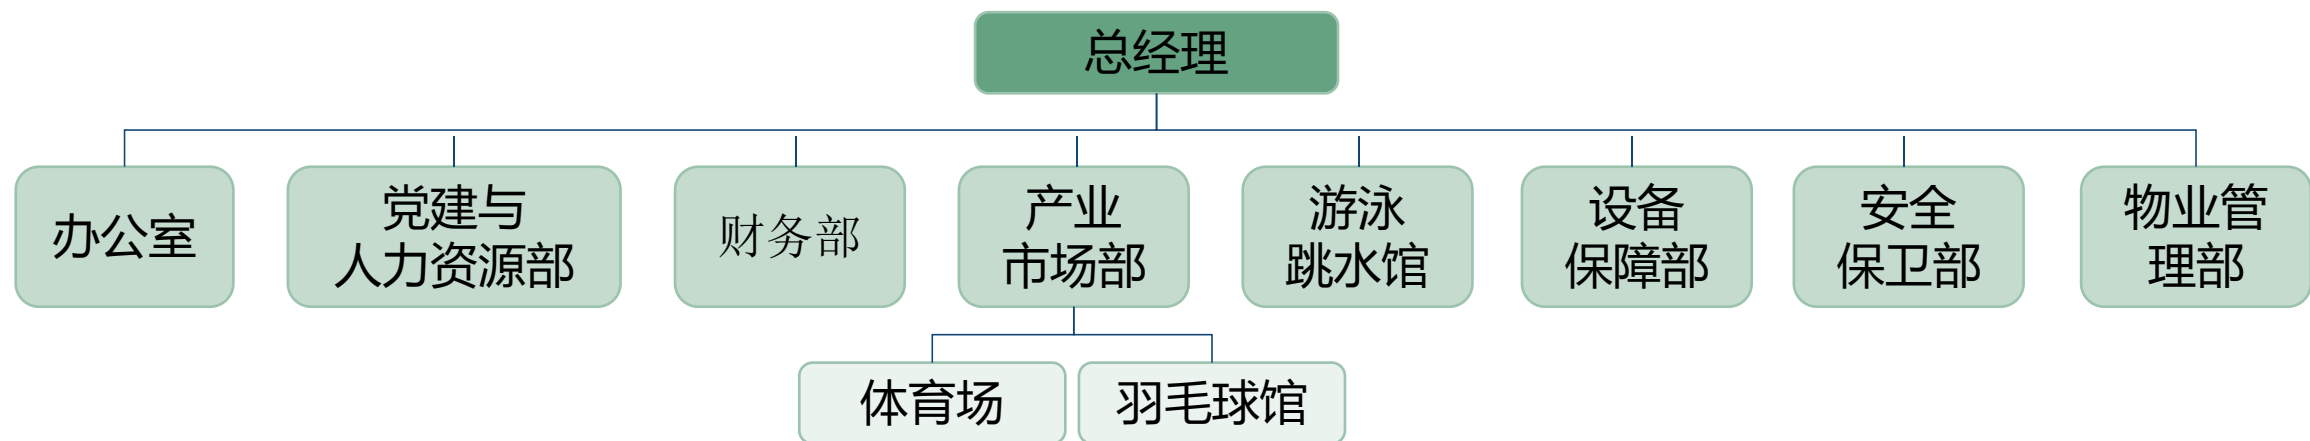 总经理
办公室
党建与
人力资源部
财务部
产业
市场部
游泳
跳水馆
设备
保障部
安全
保卫部
物业管
理部
体育场
羽毛球馆